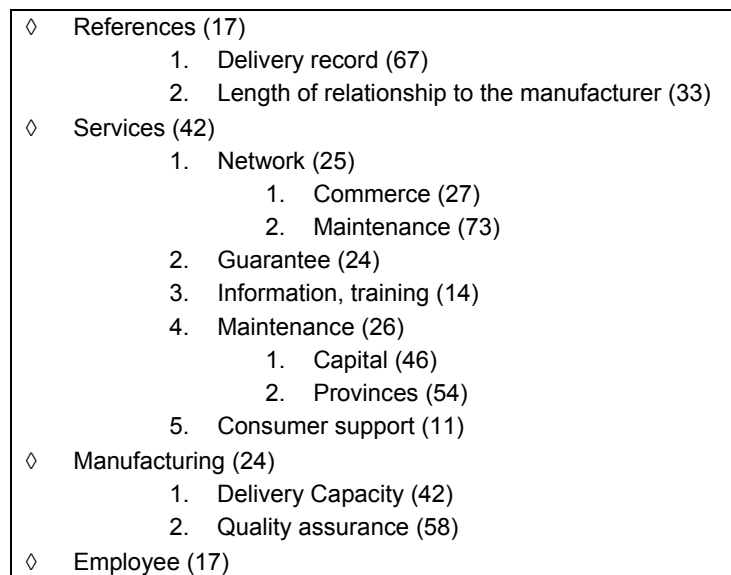 ◊ References (17)
1. Delivery record (67)
2. Length of relationship to the manufacturer (33)
◊ Services (42)
1. Network (25)
1. Commerce (27)
2. Maintenance (73)
2. Guarantee (24)
3. Information, training (14)
4. Maintenance (26)
1. Capital (46)
2. Provinces (54)
5. Consumer support (11)
◊ Manufacturing (24)
1. Delivery Capacity (42)
2. Quality assurance (58)
◊ Employee (17)